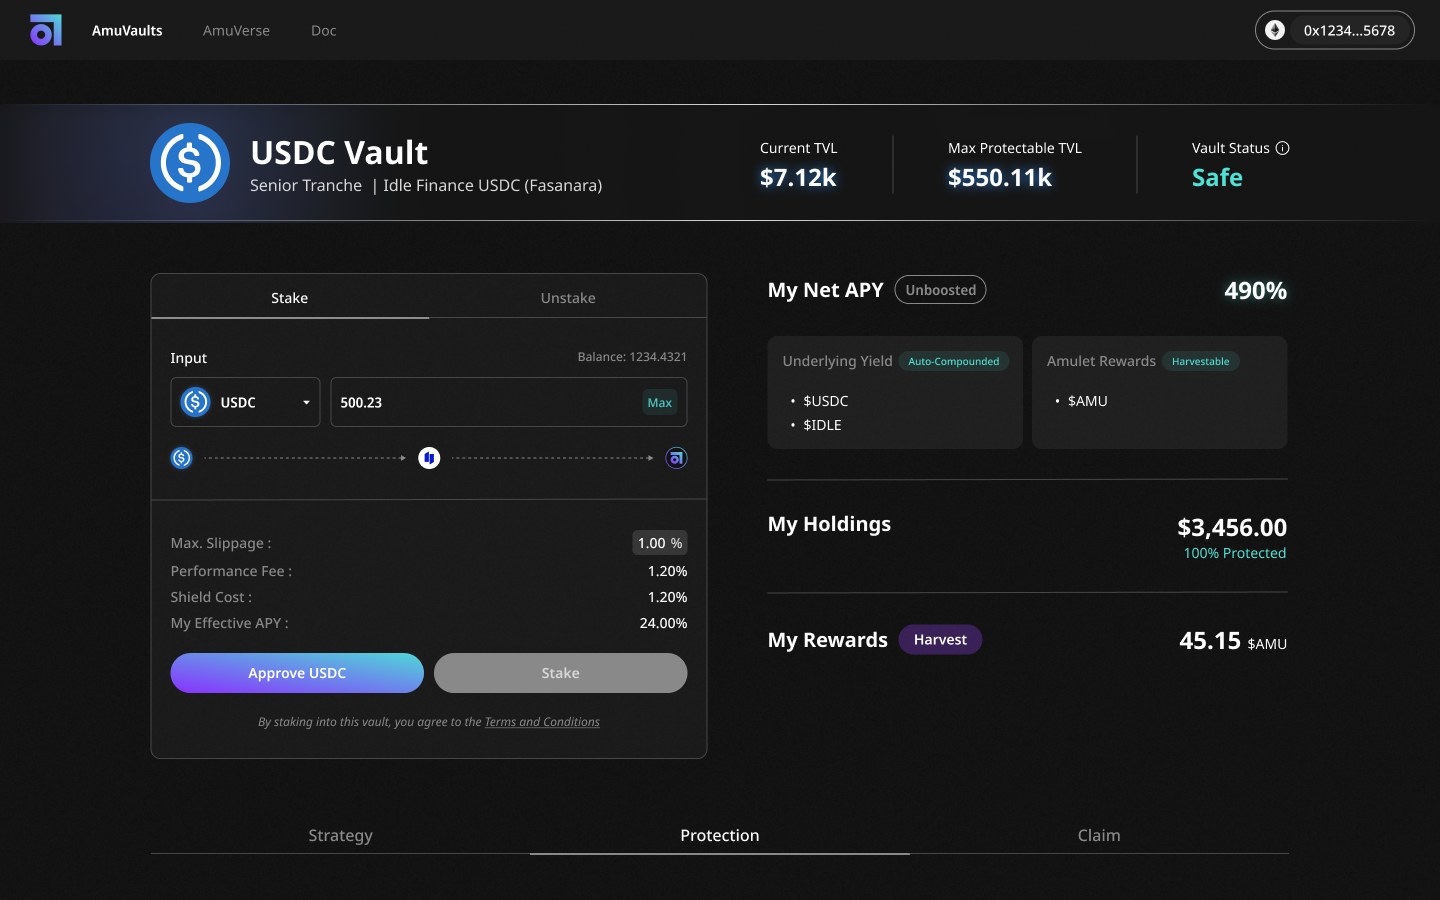 AmuVaults AmuVerse Doc 0x1234...5678
USDC Vault
Senior Tranche | Idle Finance USDC (Fasanara)
Current TVL
$7.12k
Max Protectable TVL
$550.11k
Vault Status
Safe
Stake Unstake
Input Balance: 1234.4321
USDC 500.23 Max
Max. Slippage : 1.00 %
Performance Fee : 1.20%
Shield Cost : 1.20%
My Effective APY : 24.00%
Approve USDC Stake
By staking into this vault, you agree to the Terms and Conditions
My Net APY Unboosted 490%
Underlying Yield Auto-Compounded
• $USDC
• $IDLE
Amulet Rewards Harvestable
• $AMU
My Holdings $3,456.00
100% Protected
My Rewards Harvest 45.15 $AMU
Strategy Protection Claim